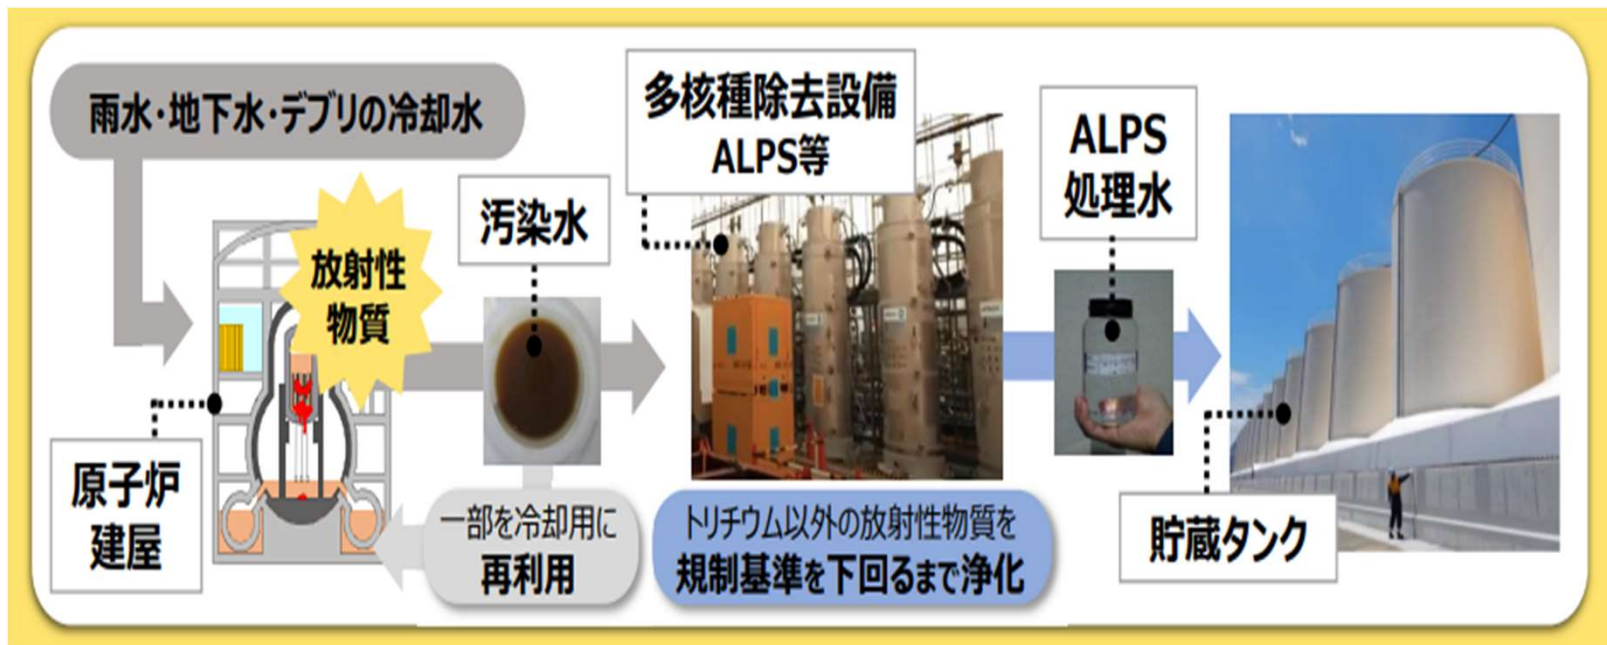 雨水・地下水・デブリの冷却水
放射性
物質
原子炉
建屋
汚染水
一部を冷却用に
再利用
多核種除去設備
ALPS等
トリチウム以外の放射性物質を
規制基準を下回るまで浄化
ALPS
処理水
貯蔵タンク